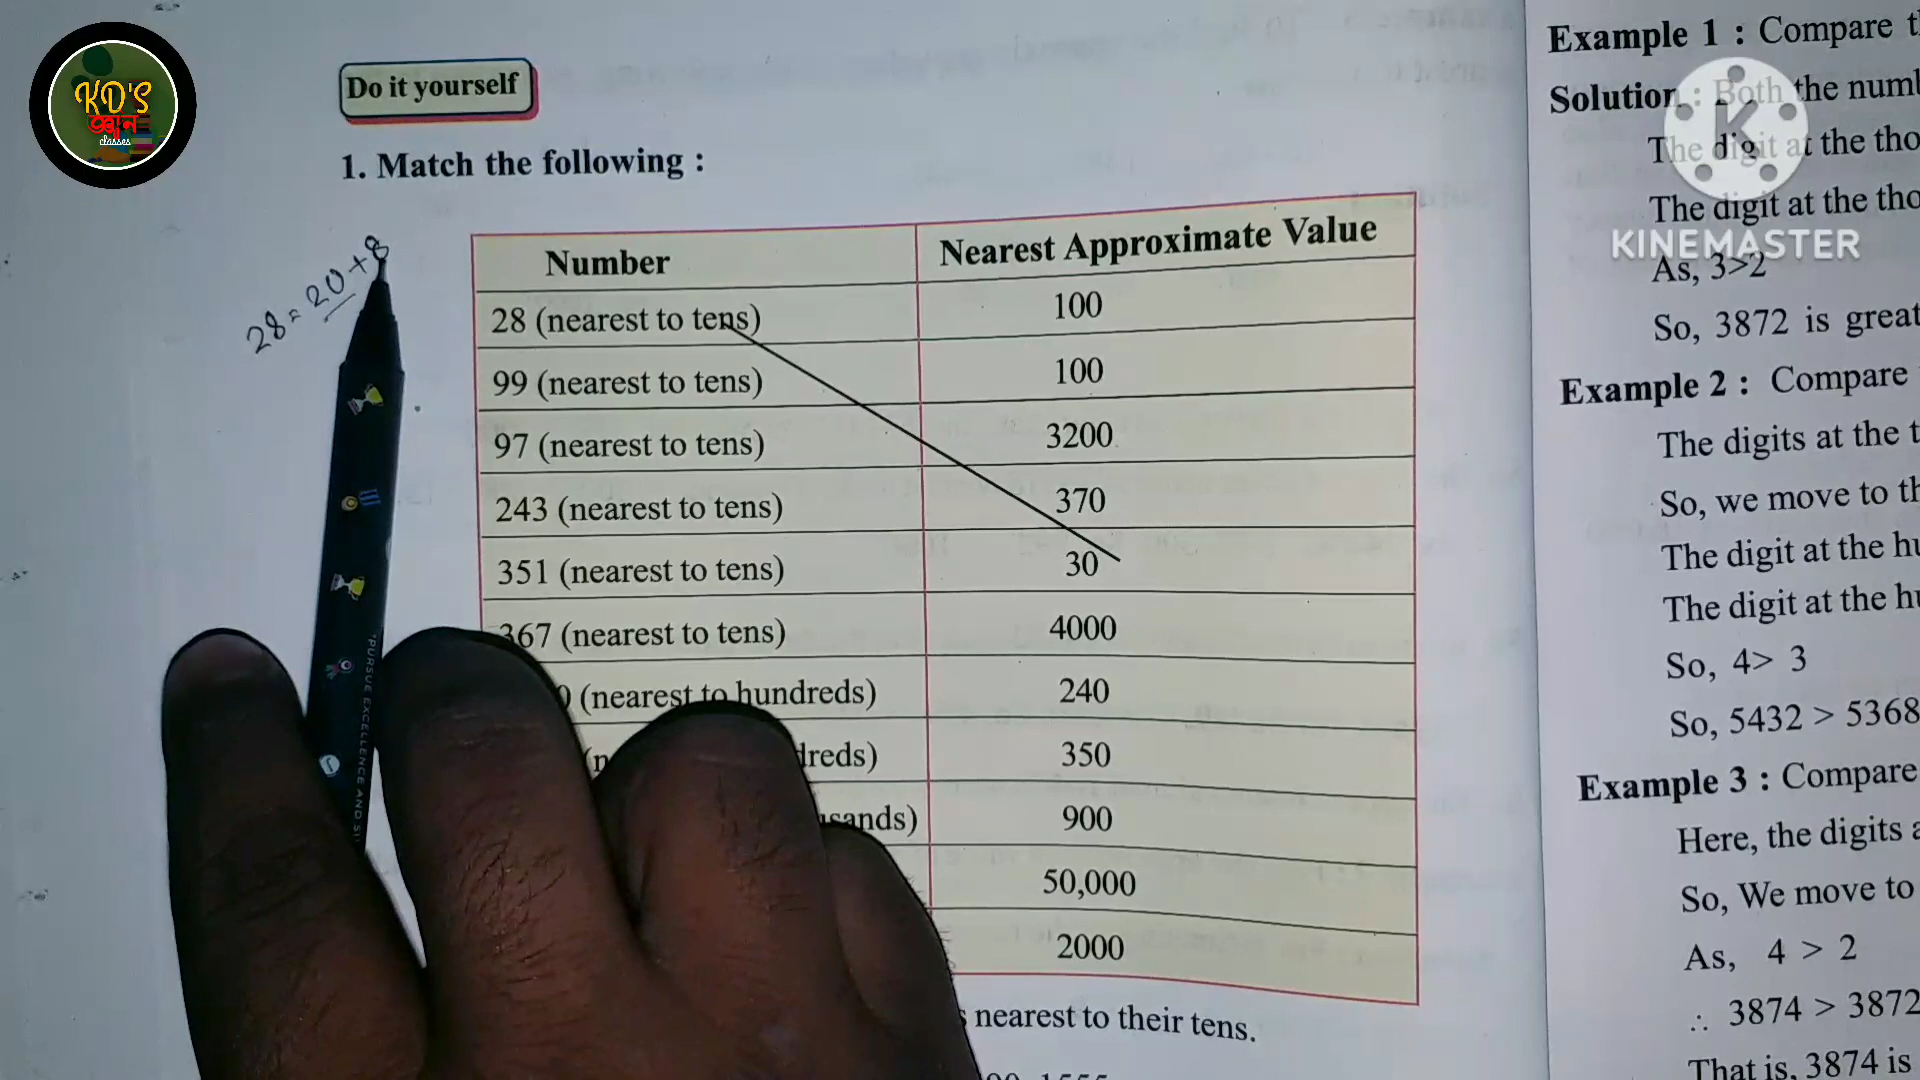 KD'S
জ্ঞান
classes
Do it yourself
1. Match the following :
28 = 20 + 8
Number Nearest Approximate Value
28 (nearest to tens) 100
99 (nearest to tens) 100
97 (nearest to tens) 3200
243 (nearest to tens) 370
351 (nearest to tens) 30
367 (nearest to tens) 4000
(nearest to hundreds) 240
350
900
50,000
2000
nearest to their tens.
"PURSUE EXCELLENCE AND
Example 1 : Compare
Solution : Both the
The digit at the
The digit at the
As, 3>2
So, 3872 is
Example 2 : Compare
The digits at the
So, we move to
The digit at the
The digit at the
So, 4> 3
So, 5432 > 5368
Example 3 : Compare
Here, the digits
So, We move to
As, 4 > 2
∴ 3874 > 3872
That is, 3874 is
KINEMASTER